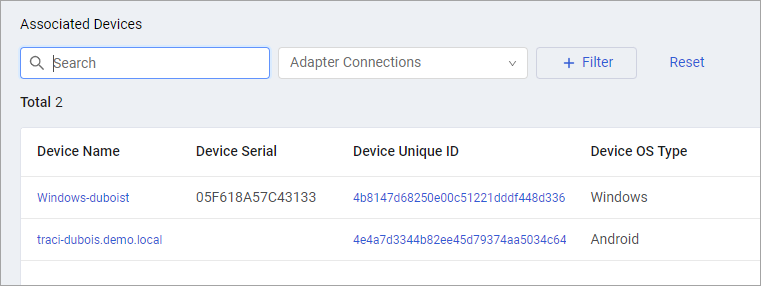 Associated Devices
Search Adapter Connections + Filter Reset
Total 2
Device Name Device Serial Device Unique ID Device OS Type
Windows-duboist 05F618A57C43133 4b8147d68250e00c51221dddf448d336 Windows
traci-dubois.demo.local 4e4a7d3344b82ee45d79374aa5034c64 Android